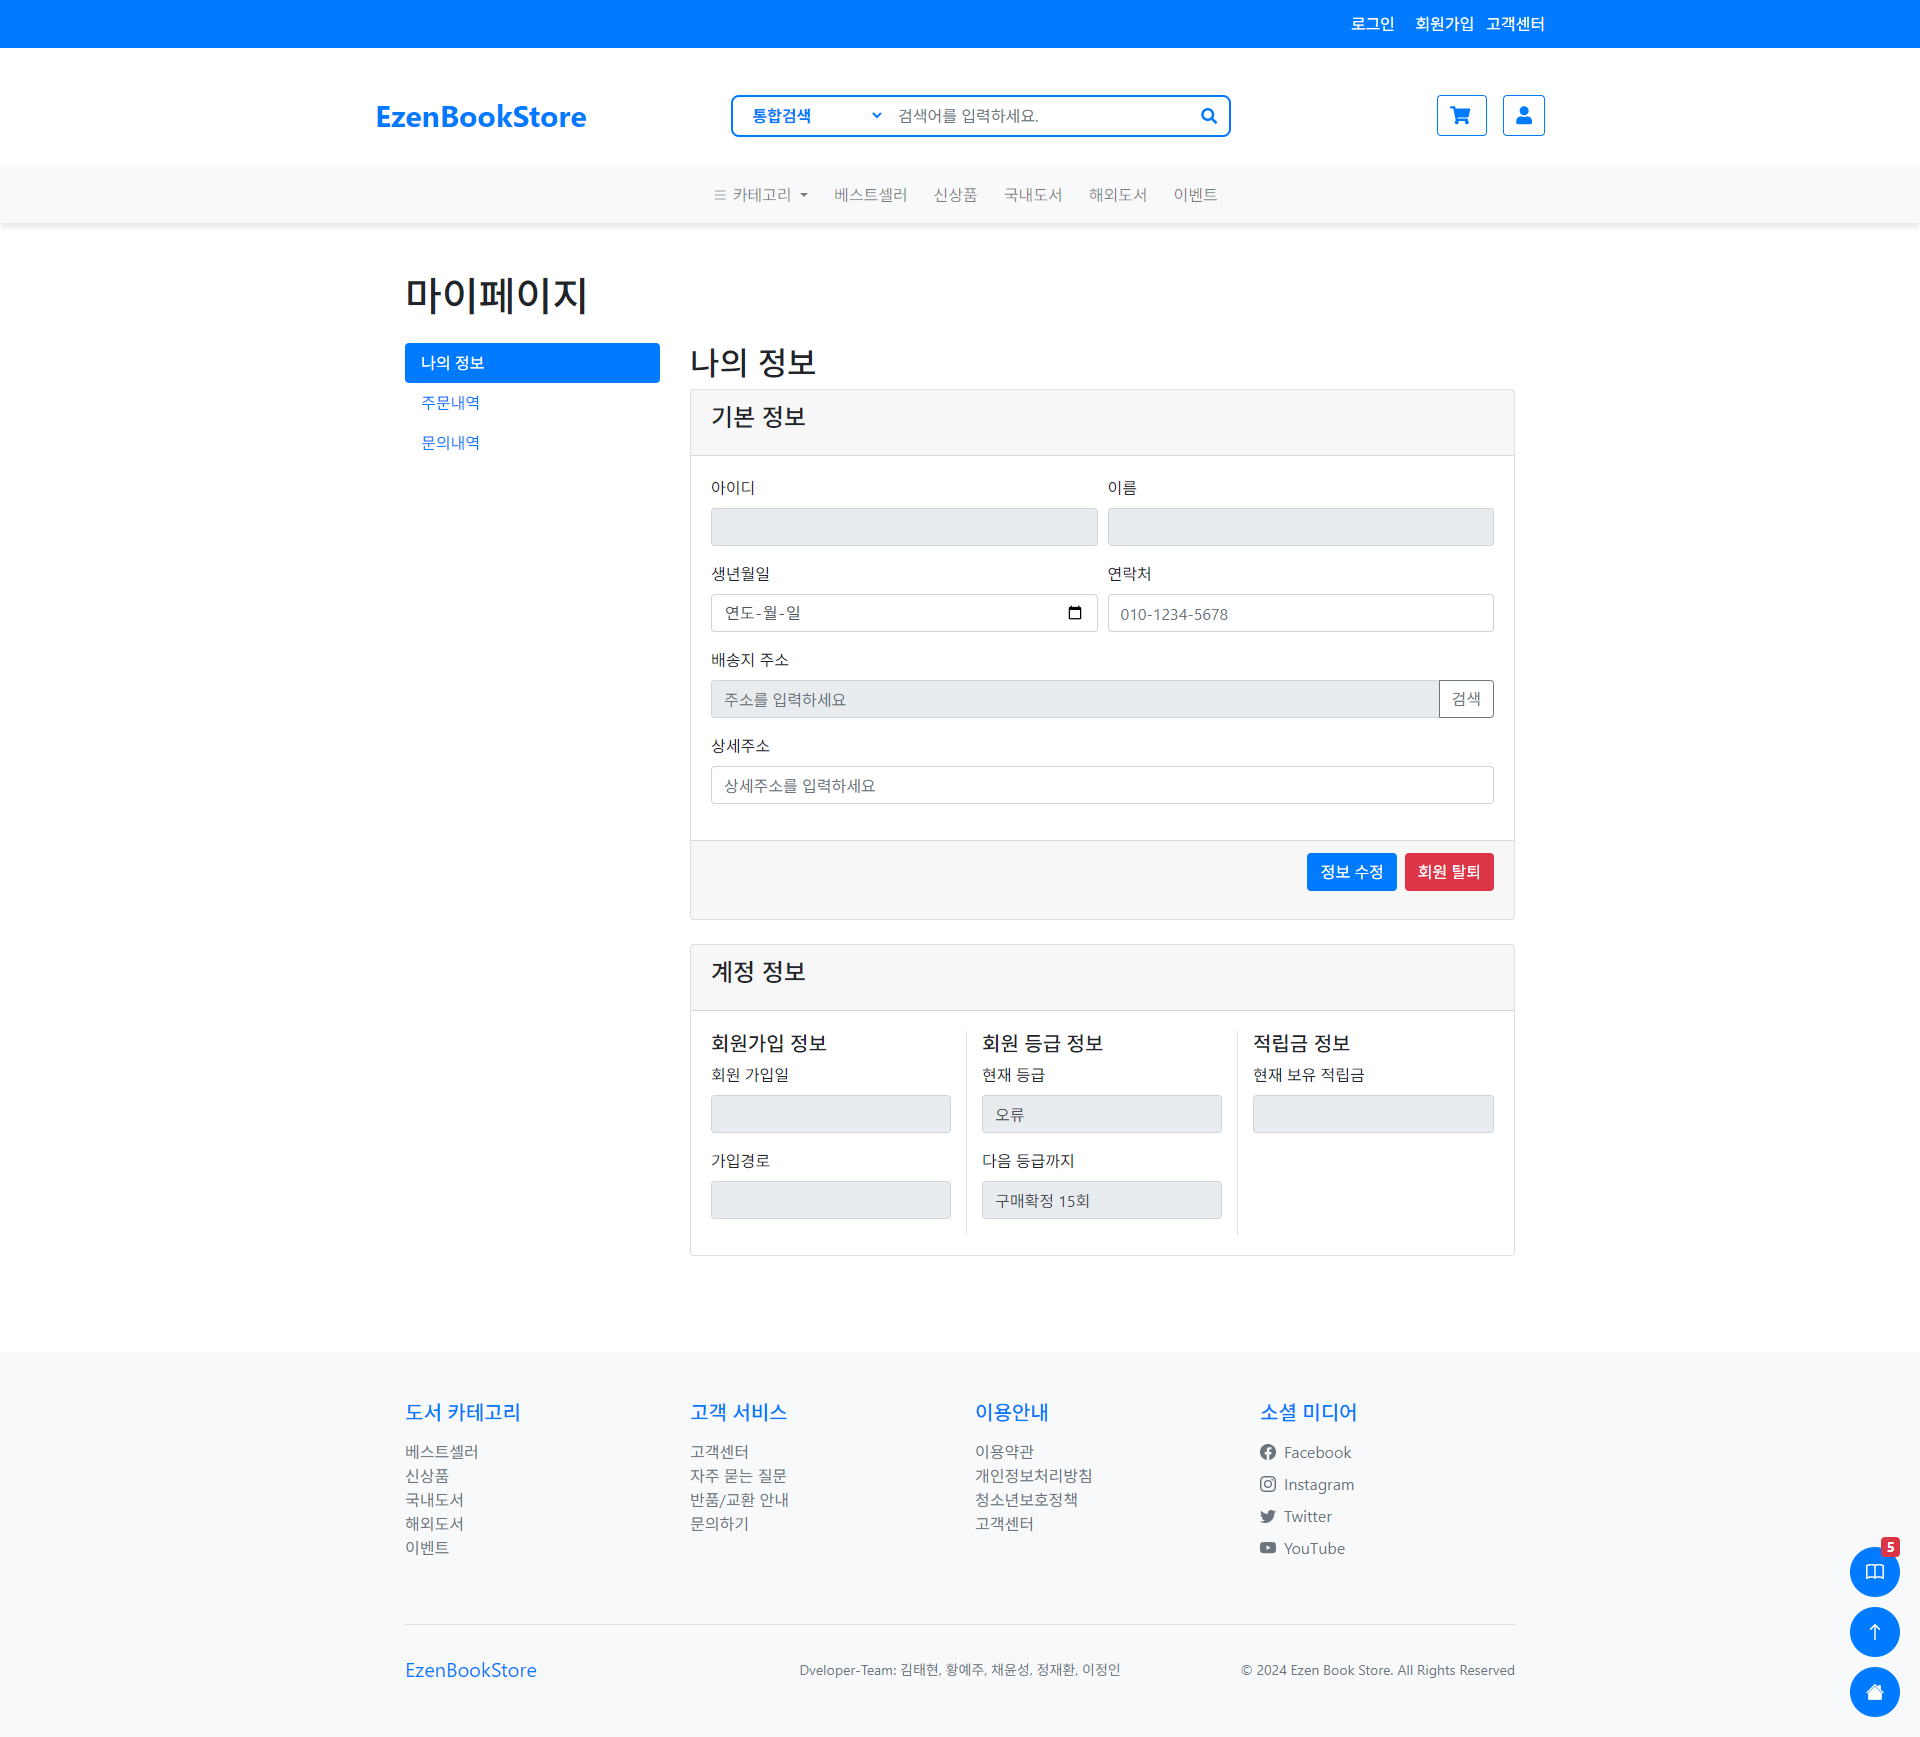 로그인 회원가입 고객센터
EzenBookStore 통합검색 검색어를 입력하세요.
카테고리 베스트셀러 신상품 국내도서 해외도서 이벤트
마이페이지
나의 정보
주문내역
문의내역
나의 정보
기본 정보
아이디 이름
생년월일 연락처
연도-월-일 010-1234-5678
배송지 주소
주소를 입력하세요 검색
상세주소
상세주소를 입력하세요
정보 수정 회원 탈퇴
계정 정보
회원가입 정보 회원 등급 정보 적립금 정보
회원 가입일 현재 등급 현재 보유 적립금
오류
가입경로 다음 등급까지
구매확정 15회
도서 카테고리
베스트셀러
신상품
국내도서
해외도서
이벤트
고객 서비스
고객센터
자주 묻는 질문
반품/교환 안내
문의하기
이용안내
이용약관
개인정보처리방침
청소년보호정책
고객센터
소셜 미디어
Facebook
Instagram
Twitter
YouTube
5
EzenBookStore Dveloper-Team: 김태현, 황예주, 채윤성, 정재환, 이정인 © 2024 Ezen Book Store. All Rights Reserved